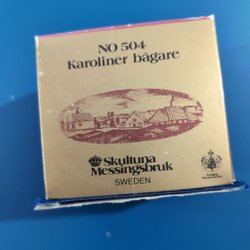 NO 504
Karoliner bägare
Skultuna
Messingsbruk
SWEDEN